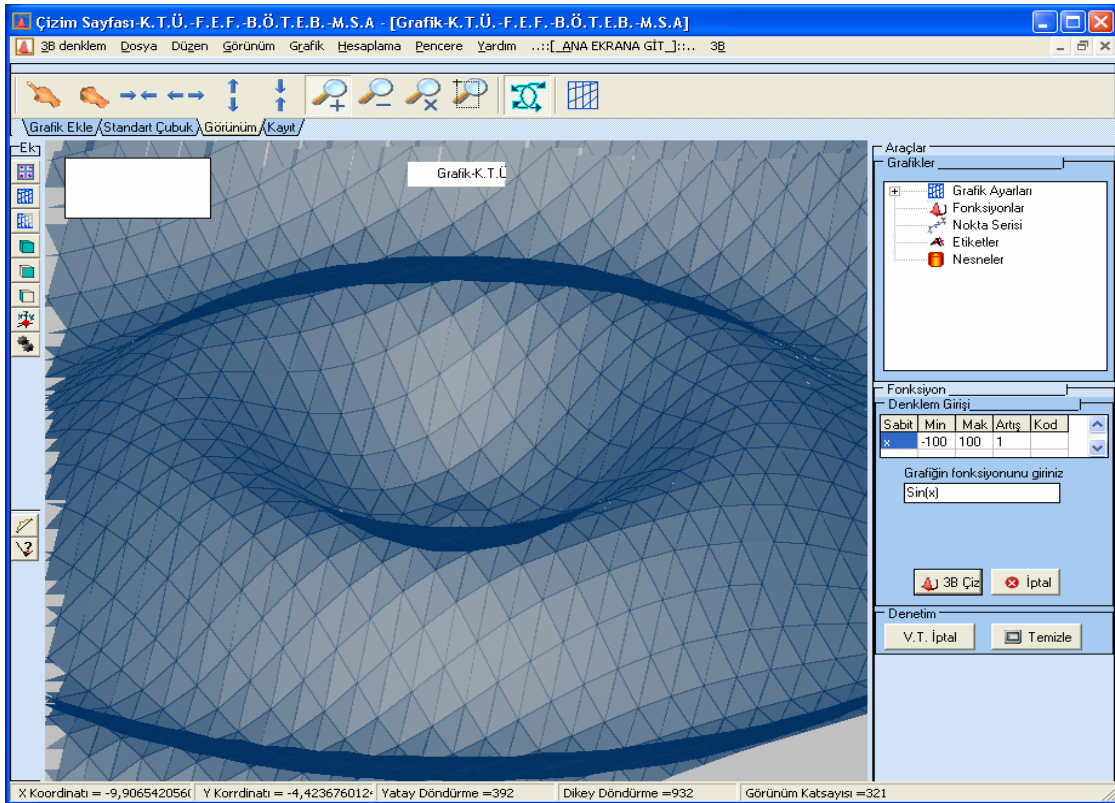 Çizim Sayfası-K.T.Ü.-F.E.F.-B.Ö.T.E.B.-M.S.A - [Grafik-K.T.Ü.-F.E.F.-B.Ö.T.E.B.-M.S.A]
3B denklem Dosya Düzen Görünüm Grafik Hesaplama Pencere Yardım ..::[_ANA EKRANA GİT_]::.. 3B
Grafik Ekle Standart Çubuk Görünüm Kayıt
Ek
Grafik-K.T.Ü
Araçlar
Grafikler
Grafik Ayarları
Fonksiyonlar
Nokta Serisi
Etiketler
Nesneler
Fonksiyon
Denklem Girişi
Sabit Min Mak Artış Kod
x -100 100 1
Grafiğin fonksiyonunu giriniz
Sin(x)
3B Çiz İptal
Denetim
V.T. İptal Temizle
X Koordinatı = -9,906542056( Y Korrdinatı = -4,423676012 Yatay Döndürme =392 Dikey Döndürme =932 Görünüm Katsayısı =321